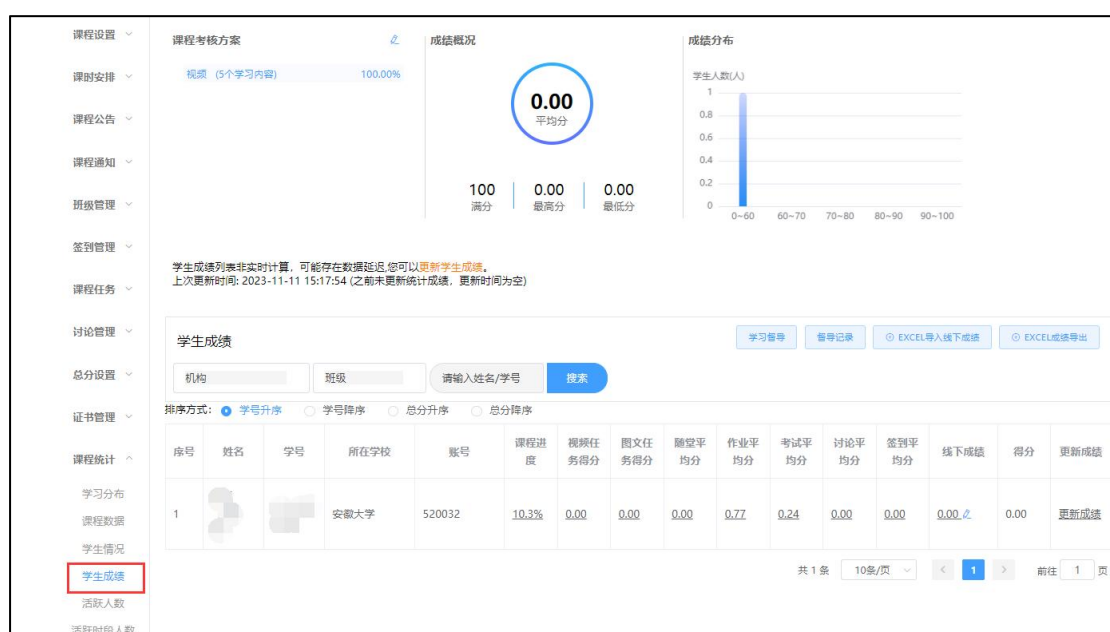 课程设置
课时安排
课程公告
课程通知
班级管理
签到管理
课程任务
讨论管理
总分设置
证书管理
课程统计
学习分布
课程数据
学生情况
学生成绩
活跃人数
活跃时段人数
课程考核方案
视频 (5个学习内容) 100.00%
成绩概况
0.00
平均分
100 0.00 0.00
满分 最高分 最低分
成绩分布
学生人数(人)
1
0.8
0.6
0.4
0.2
0
0~60 60~70 70~80 80~90 90~100
学生成绩列表非实时计算，可能存在数据延迟,您可以更新学生成绩。
上次更新时间: 2023-11-11 15:17:54 (之前未更新统计成绩，更新时间为空)
学生成绩 学习督导 督导记录 EXCEL导入线下成绩 EXCEL成绩导出
机构 班级 请输入姓名/学号 搜索
排序方式: 学号升序 学号降序 总分升序 总分降序
序号 姓名 学号 所在学校 账号 课程进度 视频任务得分 图文任务得分 随堂平均分 作业平均分 考试平均分 讨论平均分 签到平均分 线下成绩 得分 更新成绩
1 安徽大学 520032 10.3% 0.00 0.00 0.00 0.77 0.24 0.00 0.00 0.00 0.00 更新成绩
共 1 条 10条/页 < 1 > 前往 1 页